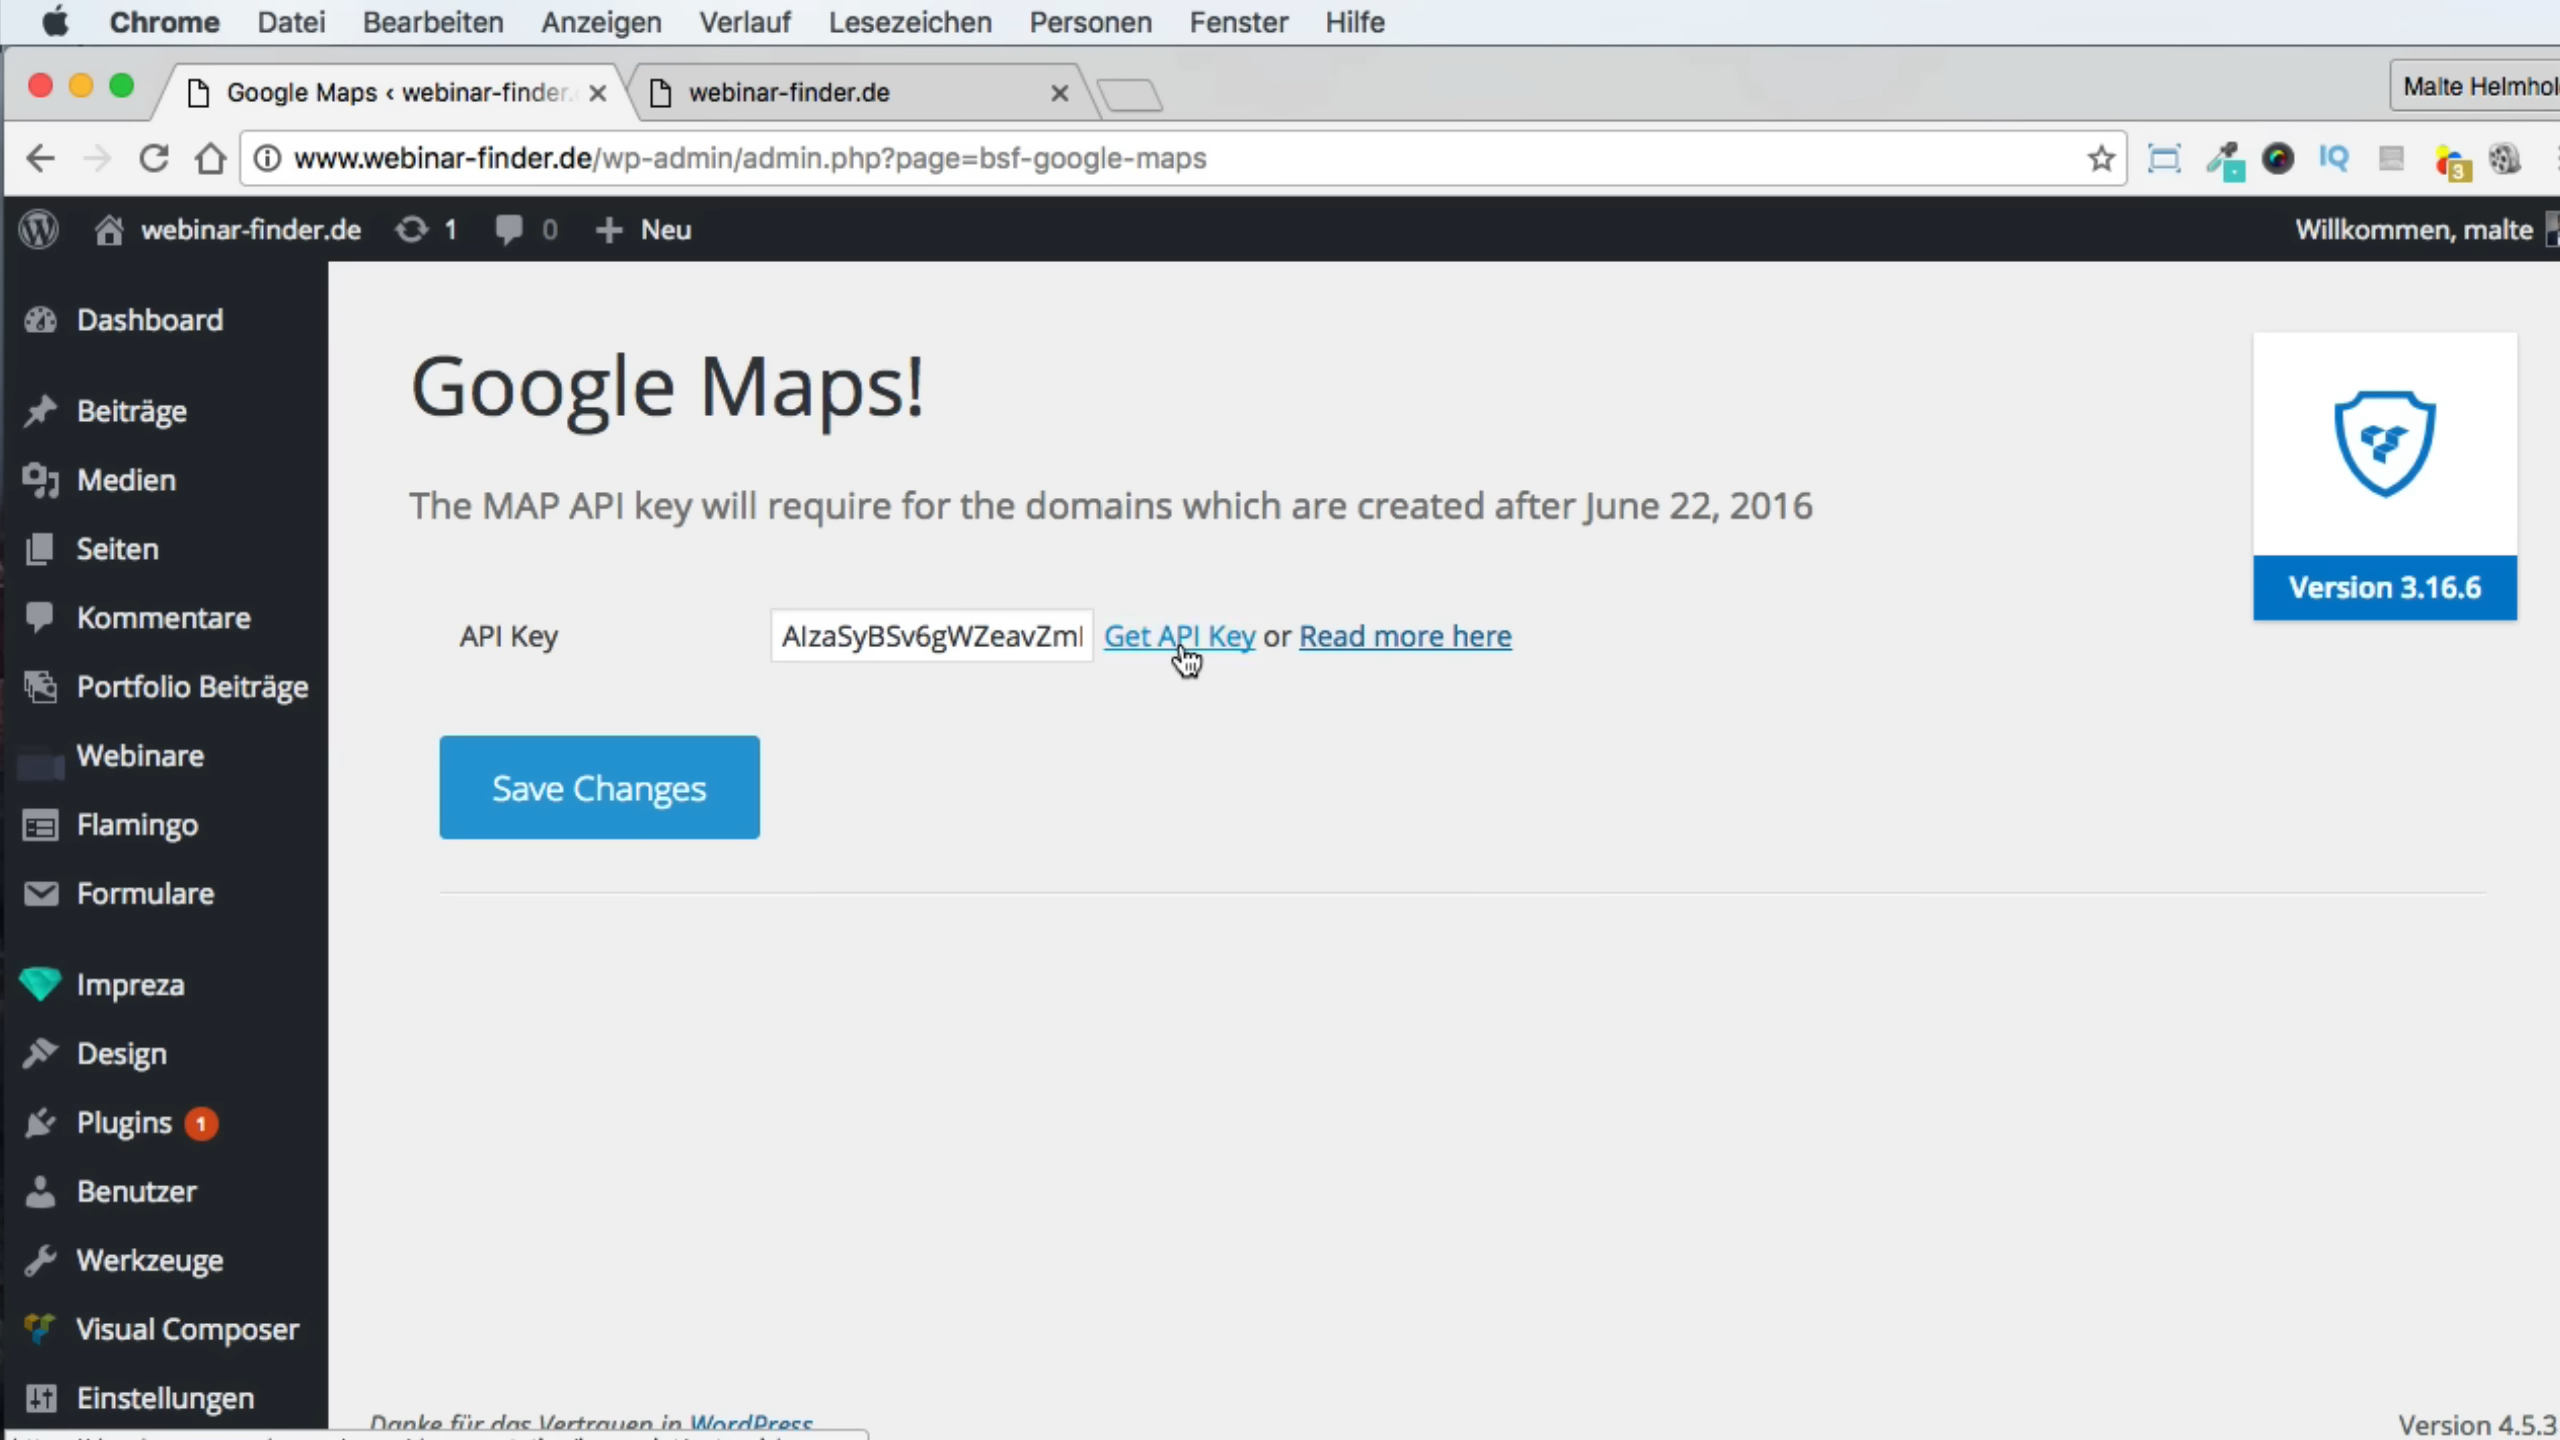 Chrome Datei Bearbeiten Anzeigen Verlauf Lesezeichen Personen Fenster Hilfe
Google Maps ‹ webinar-finder.
webinar-finder.de
Malte Helmhol
www.webinar-finder.de/wp-admin/admin.php?page=bsf-google-maps
IQ
3
webinar-finder.de 1 0 + Neu
Willkommen, malte
Dashboard
Beiträge
Medien
Seiten
Kommentare
Portfolio Beiträge
Webinare
Flamingo
Formulare
Impreza
Design
Plugins 1
Benutzer
Werkzeuge
Visual Composer
Einstellungen
Google Maps!
The MAP API key will require for the domains which are created after June 22, 2016
API Key
AIzaSyBSv6gWZeavZml
Get API Key or Read more here
Save Changes
Version 3.16.6
Danke für das Vertrauen in WordPress
Version 4.5.3